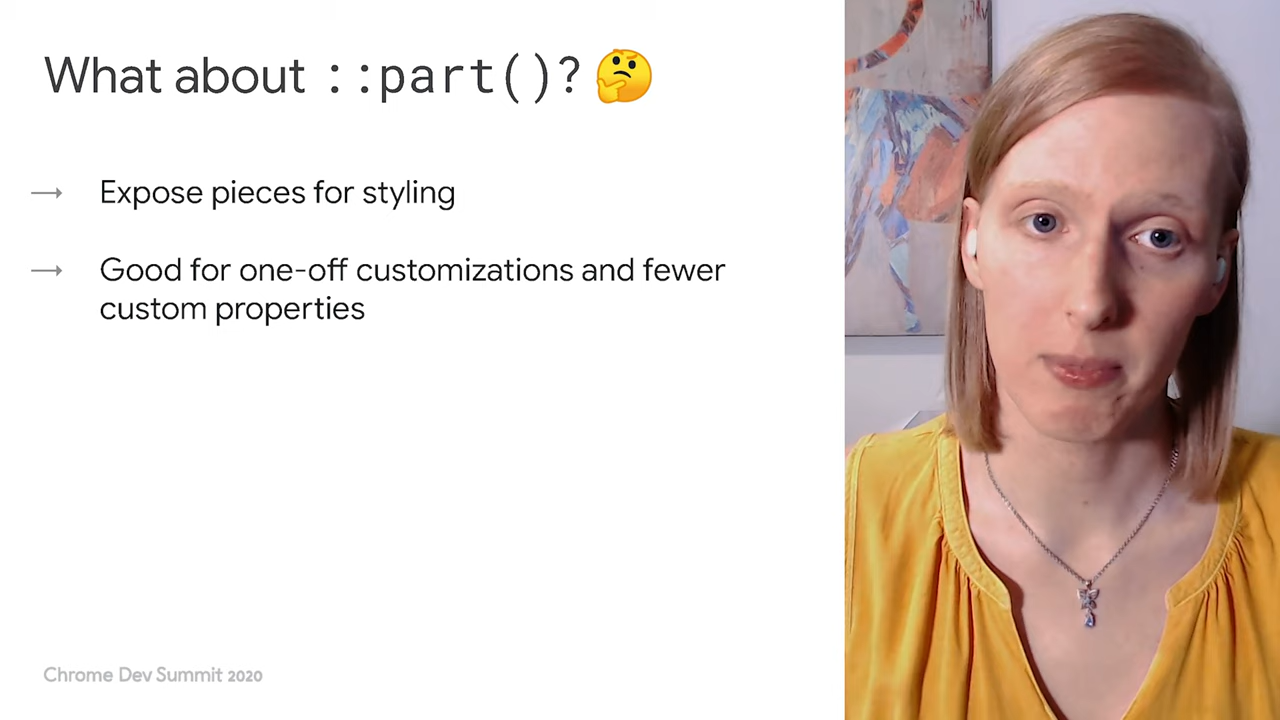 What about ::part()? 🤔
→ Expose pieces for styling
→ Good for one-off customizations and fewer
custom properties
Chrome Dev Summit 2020